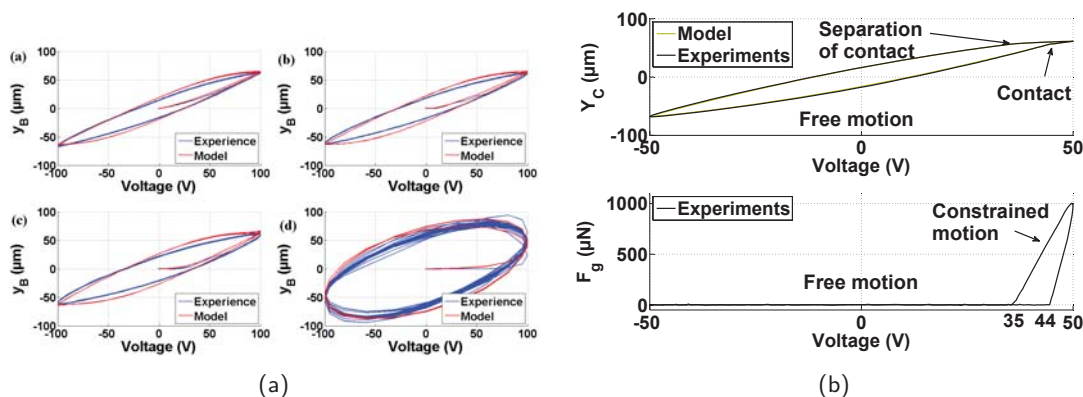 (a)
100
50
0
-50
-100
y_B (µm)
Experience
Model
-100 -50 0 50 100
Voltage (V)
(b)
100
50
0
-50
-100
y_B (µm)
Experience
Model
-100 -50 0 50 100
Voltage (V)
(c)
100
50
0
-50
-100
y_B (µm)
Experience
Model
-100 -50 0 50 100
Voltage (V)
(d)
100
50
0
-50
-100
y_B (µm)
Experience
Model
-100 -50 0 50 100
Voltage (V)
(a)
100
0
-100
Y_C (µm)
Model
Experiments
Separation
of contact
Contact
Free motion
-50 0 50
Voltage (V)
1000
500
0
F_g (µN)
Experiments
Constrained
motion
Free motion
-50 0 35 44 50
Voltage (V)
(b)